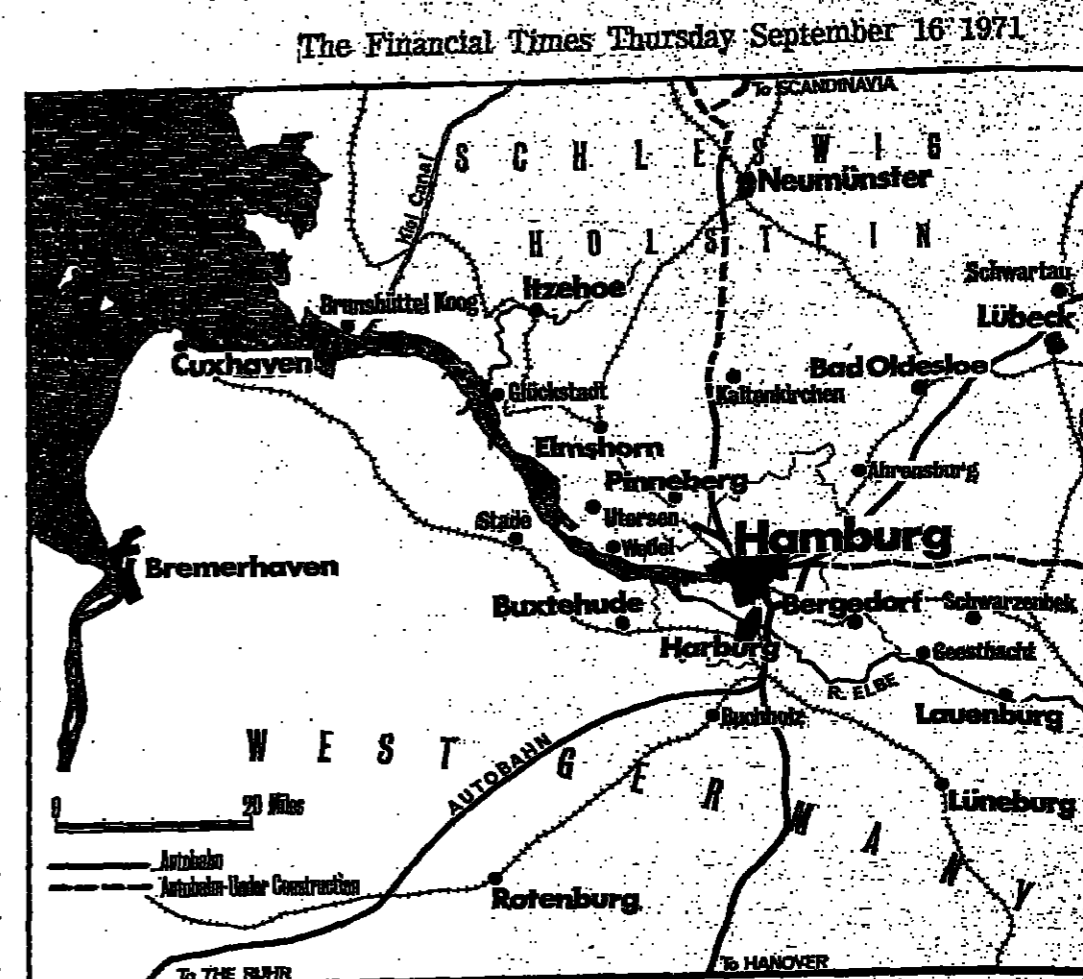 The Financial Times Thursday September 16 1971
To SCANDINAVIA
SCHLESWIG
Kiel Canal
Neumünster
HOLSTEIN
Schwartau
Itzehoe
Brunsbüttel Koog
Lübeck
Cuxhaven
Bad Oldesloe
Glückstadt
Kaltenkirchen
Elmshorn
Ahrensburg
Pinneberg
Stade
Utersen
Hamburg
Wedel
Bremerhaven
Buxtehude
Bergedorf
Schwarzenbek
Harburg
Geesthacht
R. ELBE
Buchholz
Lauenburg
WEST GERMANY
AUTOBAHN
0 20 Miles
Lüneburg
Autobahn
Autobahn-Under Construction
Rotenburg
To THE RUHR
To HANOVER